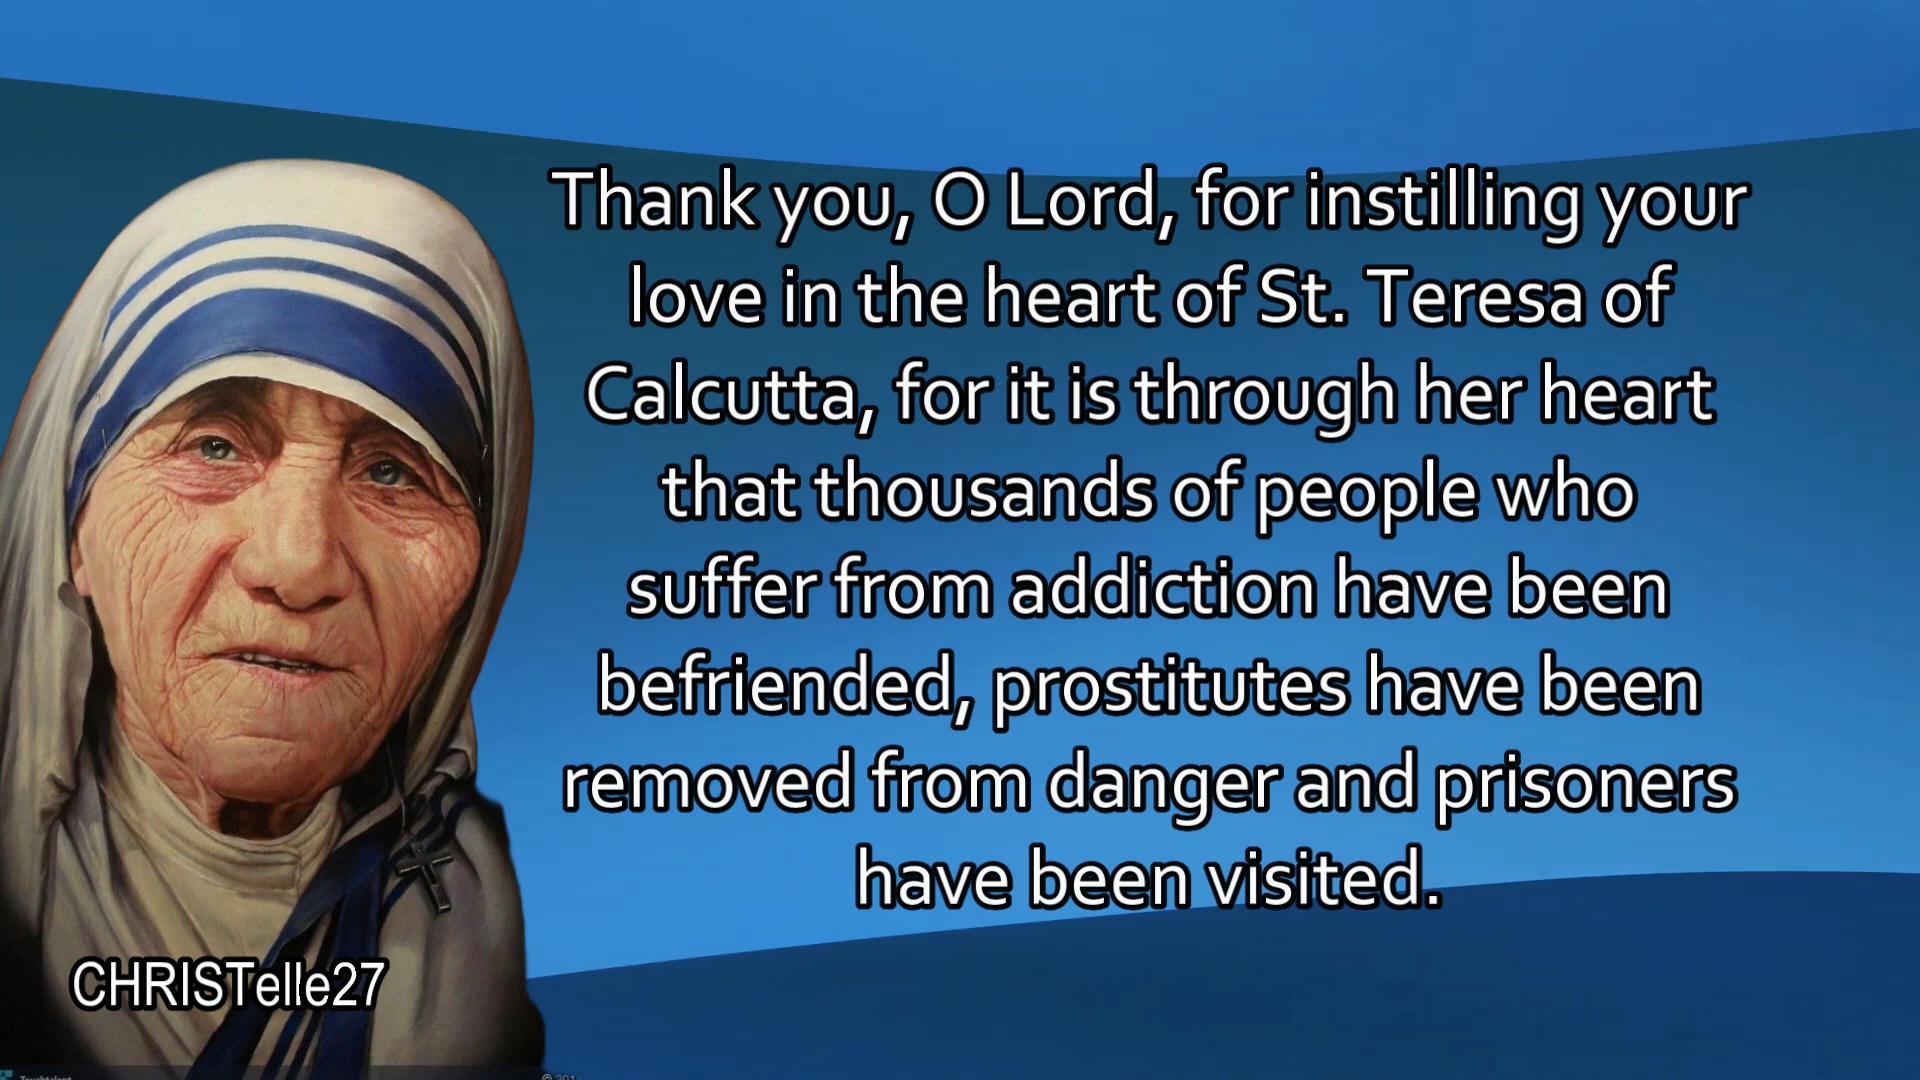 Thank you, O Lord, for instilling your
love in the heart of St. Teresa of
Calcutta, for it is through her heart
that thousands of people who
suffer from addiction have been
befriended, prostitutes have been
removed from danger and prisoners
have been visited.
CHRISTelle27